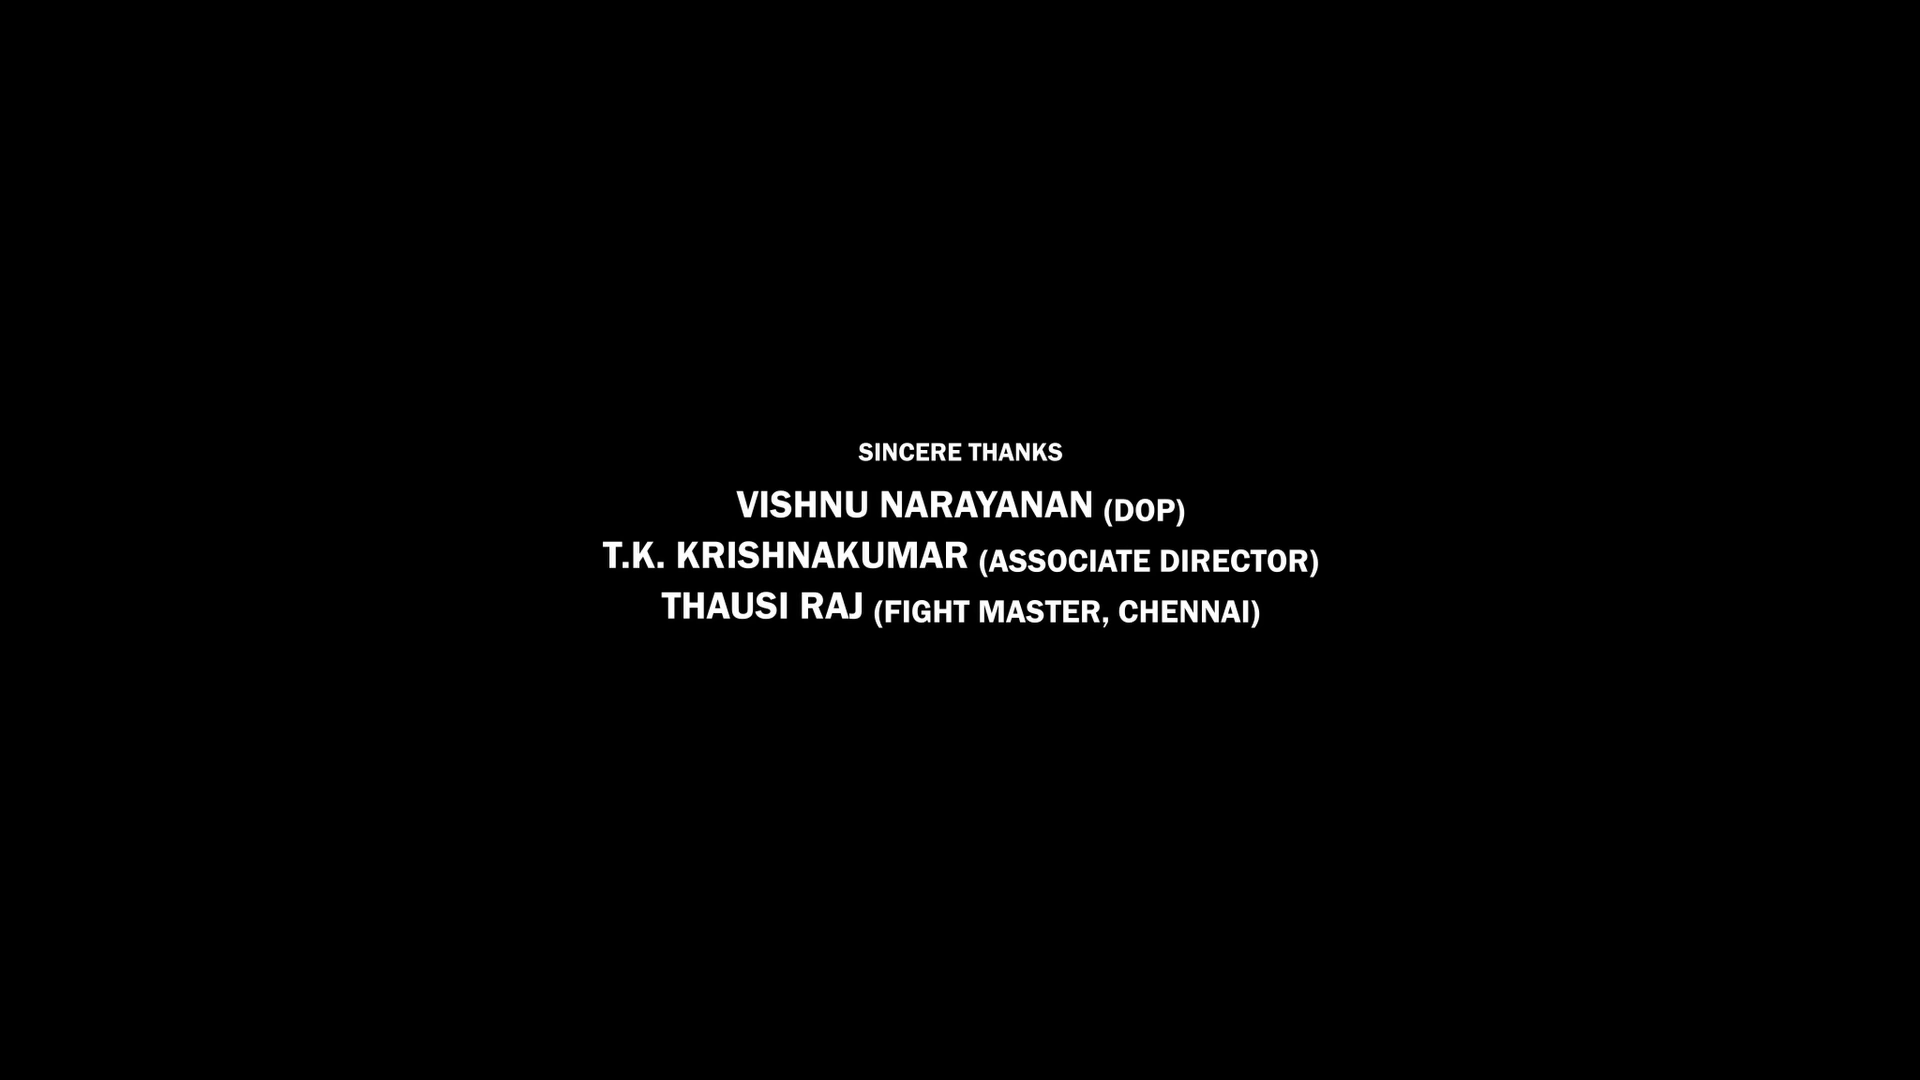 SINCERE THANKS
VISHNU NARAYANAN (DOP)
T.K. KRISHNAKUMAR (ASSOCIATE DIRECTOR)
THAUSI RAJ (FIGHT MASTER, CHENNAI)